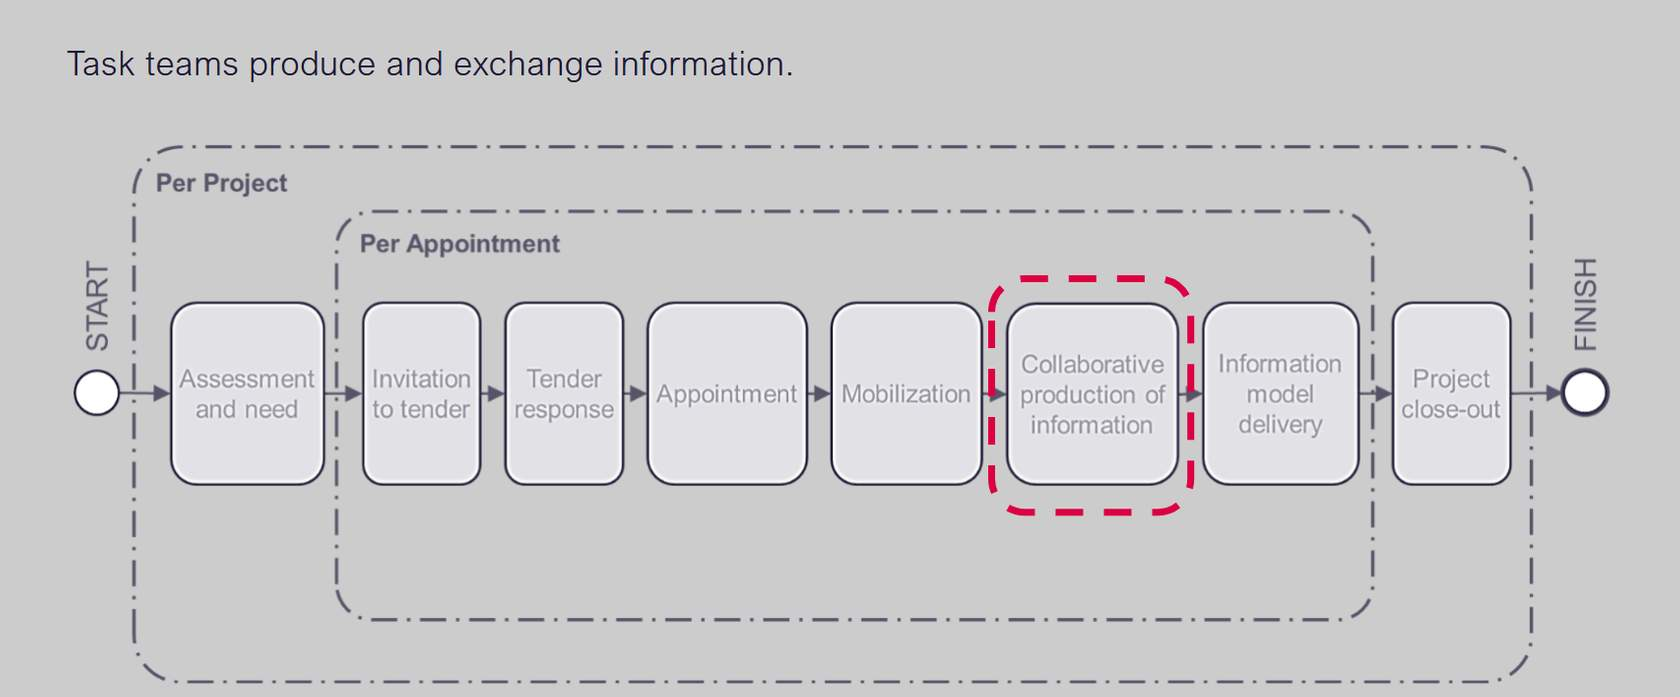 Task teams produce and exchange information.
Per Project
Per Appointment
START
Assessment
and need
Invitation
to tender
Tender
response
Appointment
Mobilization
Collaborative
production of
information
Information
model
delivery
Project
close-out
FINISH